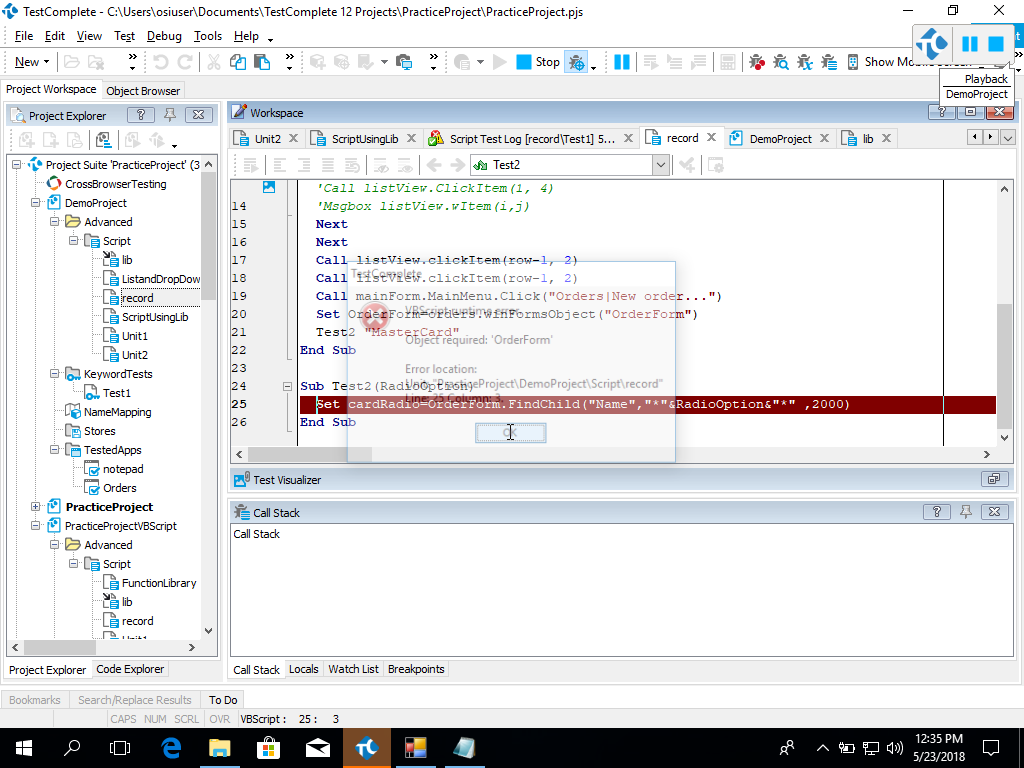 TestComplete - C:\Users\osiuser\Documents\TestComplete 12 Projects\PracticeProject\PracticeProject.pjs
File Edit View Test Debug Tools Help
New Stop Show Mo
Playback
DemoProject
Project Workspace Object Browser
Project Explorer
Workspace
Unit2 ScriptUsingLib Script Test Log [record\Test1] 5... record DemoProject lib
Test2
Project Suite 'PracticeProject' (3
CrossBrowserTesting
DemoProject
Advanced
Script
lib
ListandDropDow
record
ScriptUsingLib
Unit1
Unit2
KeywordTests
Test1
NameMapping
Stores
TestedApps
notepad
Orders
PracticeProject
PracticeProjectVBScript
Advanced
Script
FunctionLibrary
lib
record
Unit1
'Call listView.ClickItem(i, 4)
14 'Msgbox listView.wItem(i,j)
15 Next
16 Next
17 Call listView.clickItem(row-1, 2)
18 Call listView.clickItem(row-1, 2)
19 Call mainForm.MainMenu.Click("Orders|New order...")
20 Set OrderForm=orders.WinFormsObject("OrderForm")
21 Test2 "MasterCard"
22 End Sub
23
24 Sub Test2(RadioOption)
25 Set cardRadio=OrderForm.FindChild("Name","*"&RadioOption&"*" ,2000)
26 End Sub
TestComplete
VBScript runtime error.
Object required: 'OrderForm'
Error location:
Unit: "PracticeProject\DemoProject\Script\record"
Line: 25 Column: 3.
OK
Test Visualizer
Call Stack
Call Stack
Project Explorer Code Explorer
Call Stack Locals Watch List Breakpoints
Bookmarks Search/Replace Results To Do
CAPS NUM SCRL OVR VBScript : 25 : 3
12:35 PM
5/23/2018